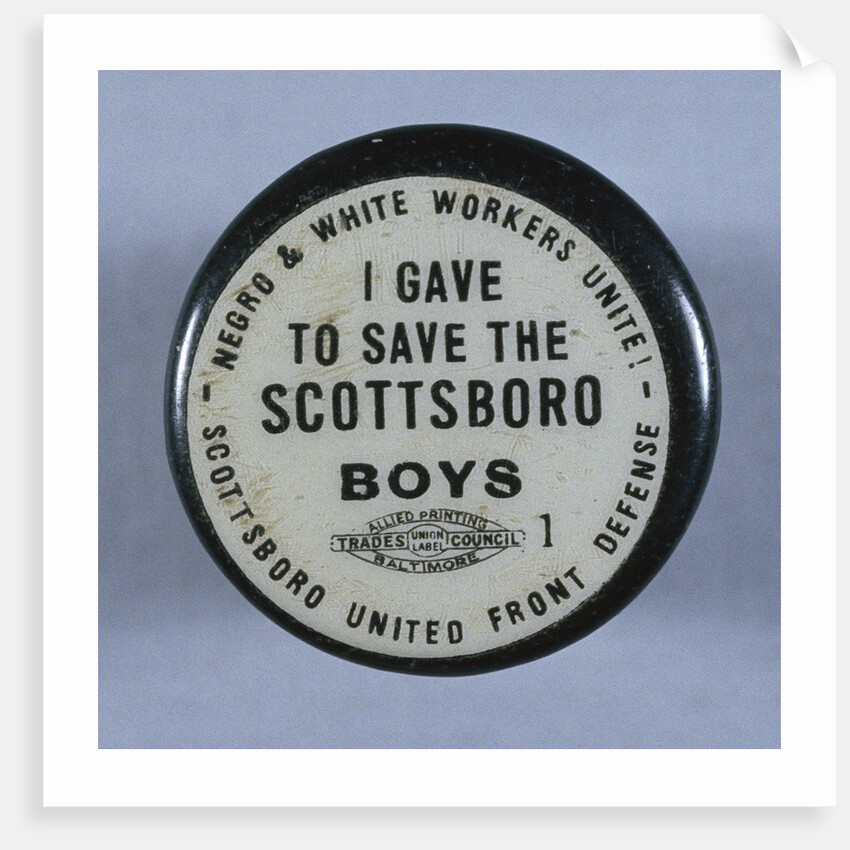 - NEGRO & WHITE WORKERS UNITE! -
I GAVE
TO SAVE THE
SCOTTSBORO
BOYS
ALLIED PRINTING
TRADES UNION LABEL COUNCIL
BALTIMORE
1
SCOTTSBORO UNITED FRONT DEFENSE